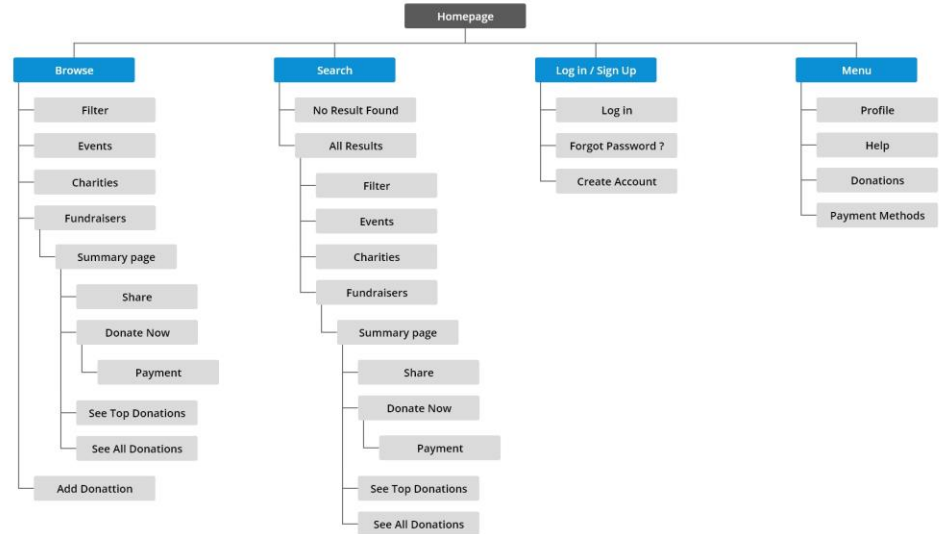 Homepage
Browse
Filter
Events
Charities
Fundraisers
Summary page
Share
Donate Now
Payment
See Top Donations
See All Donations
Add Donattion
Search
No Result Found
All Results
Filter
Events
Charities
Fundraisers
Summary page
Share
Donate Now
Payment
See Top Donations
See All Donations
Log in / Sign Up
Log in
Forgot Password ?
Create Account
Menu
Profile
Help
Donations
Payment Methods